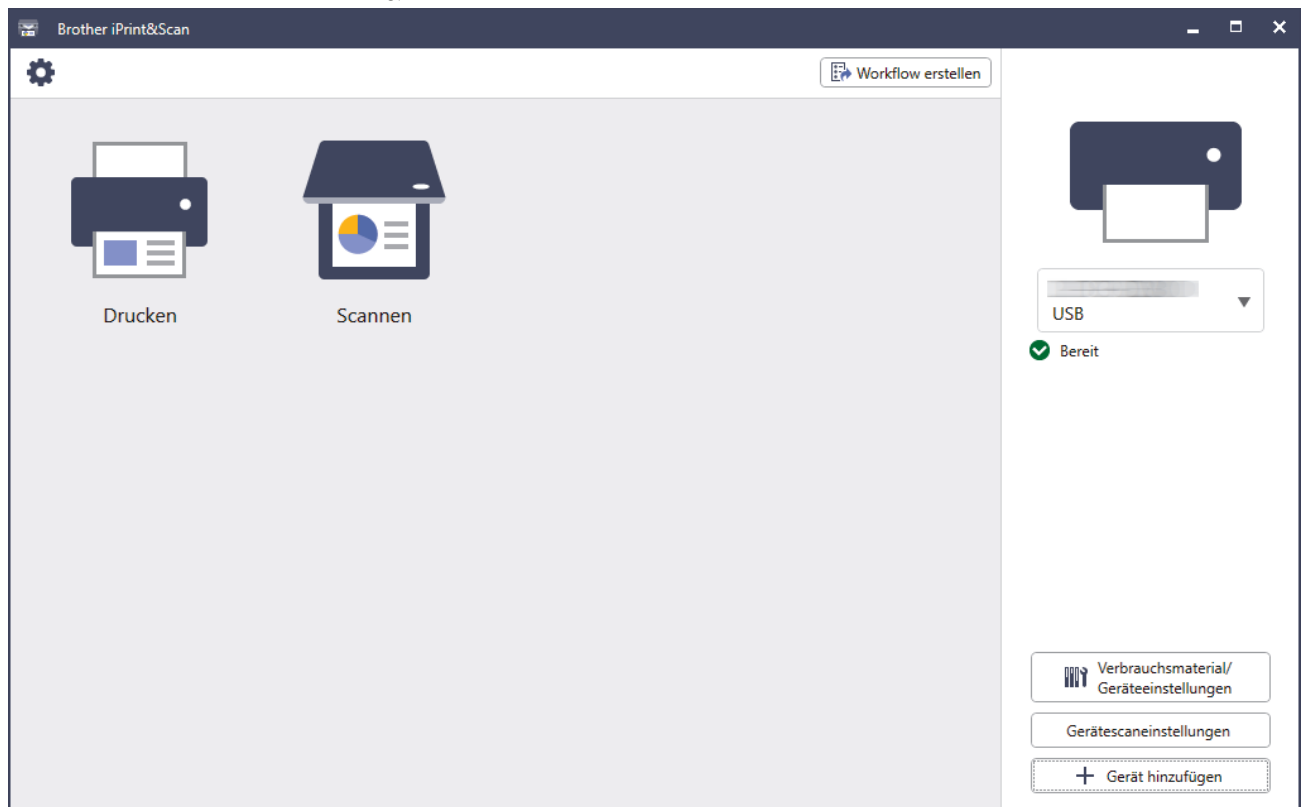 Brother iPrint&Scan
Workflow erstellen
Drucken
Scannen
USB
Bereit
Verbrauchsmaterial/
Geräteeinstellungen
Gerätescaneinstellungen
Gerät hinzufügen